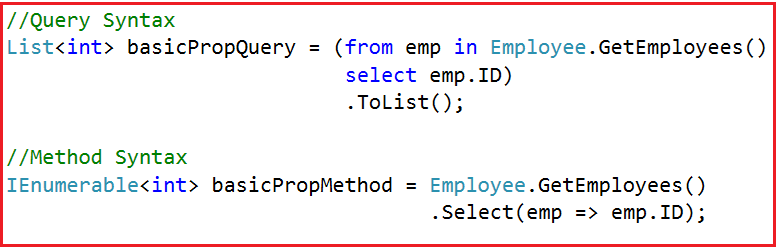 //Query Syntax
List<int> basicPropQuery = (from emp in Employee.GetEmployees()
select emp.ID)
.ToList();
//Method Syntax
IEnumerable<int> basicPropMethod = Employee.GetEmployees()
.Select(emp => emp.ID);